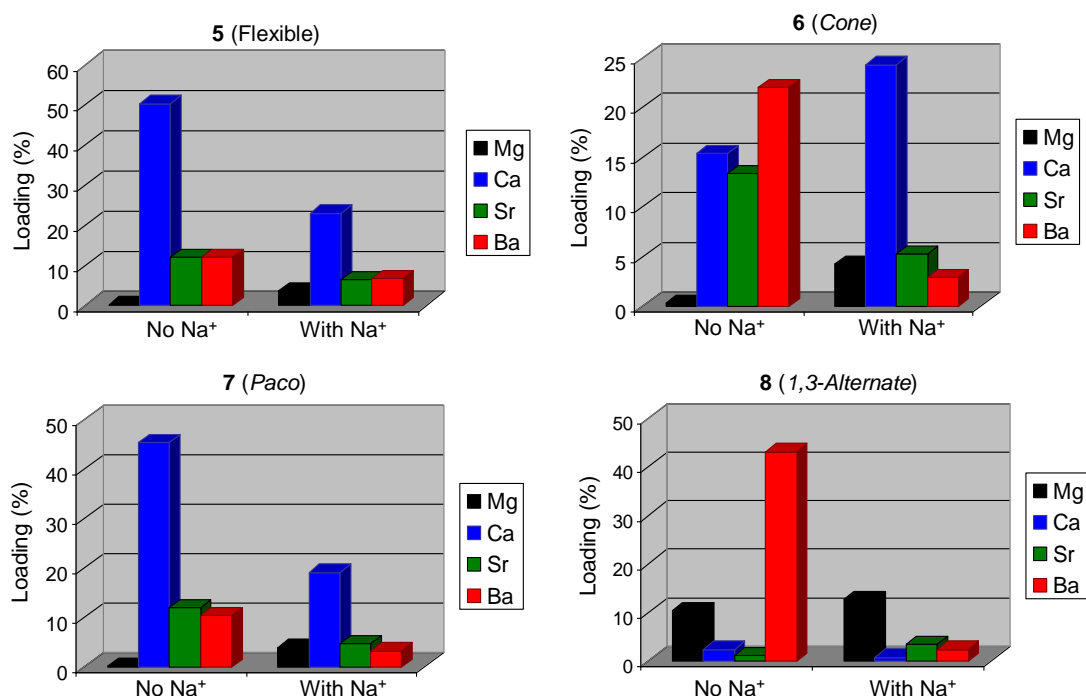 5 (Flexible)
Loading (%)
60
50
40
30
20
10
0
No Na⁺
With Na⁺
Mg
Ca
Sr
Ba
6 (Cone)
Loading (%)
25
20
15
10
5
0
No Na⁺
With Na⁺
Mg
Ca
Sr
Ba
7 (Paco)
Loading (%)
50
40
30
20
10
0
No Na⁺
With Na⁺
Mg
Ca
Sr
Ba
8 (1,3-Alternate)
Loading (%)
50
40
30
20
10
0
No Na⁺
With Na⁺
Mg
Ca
Sr
Ba